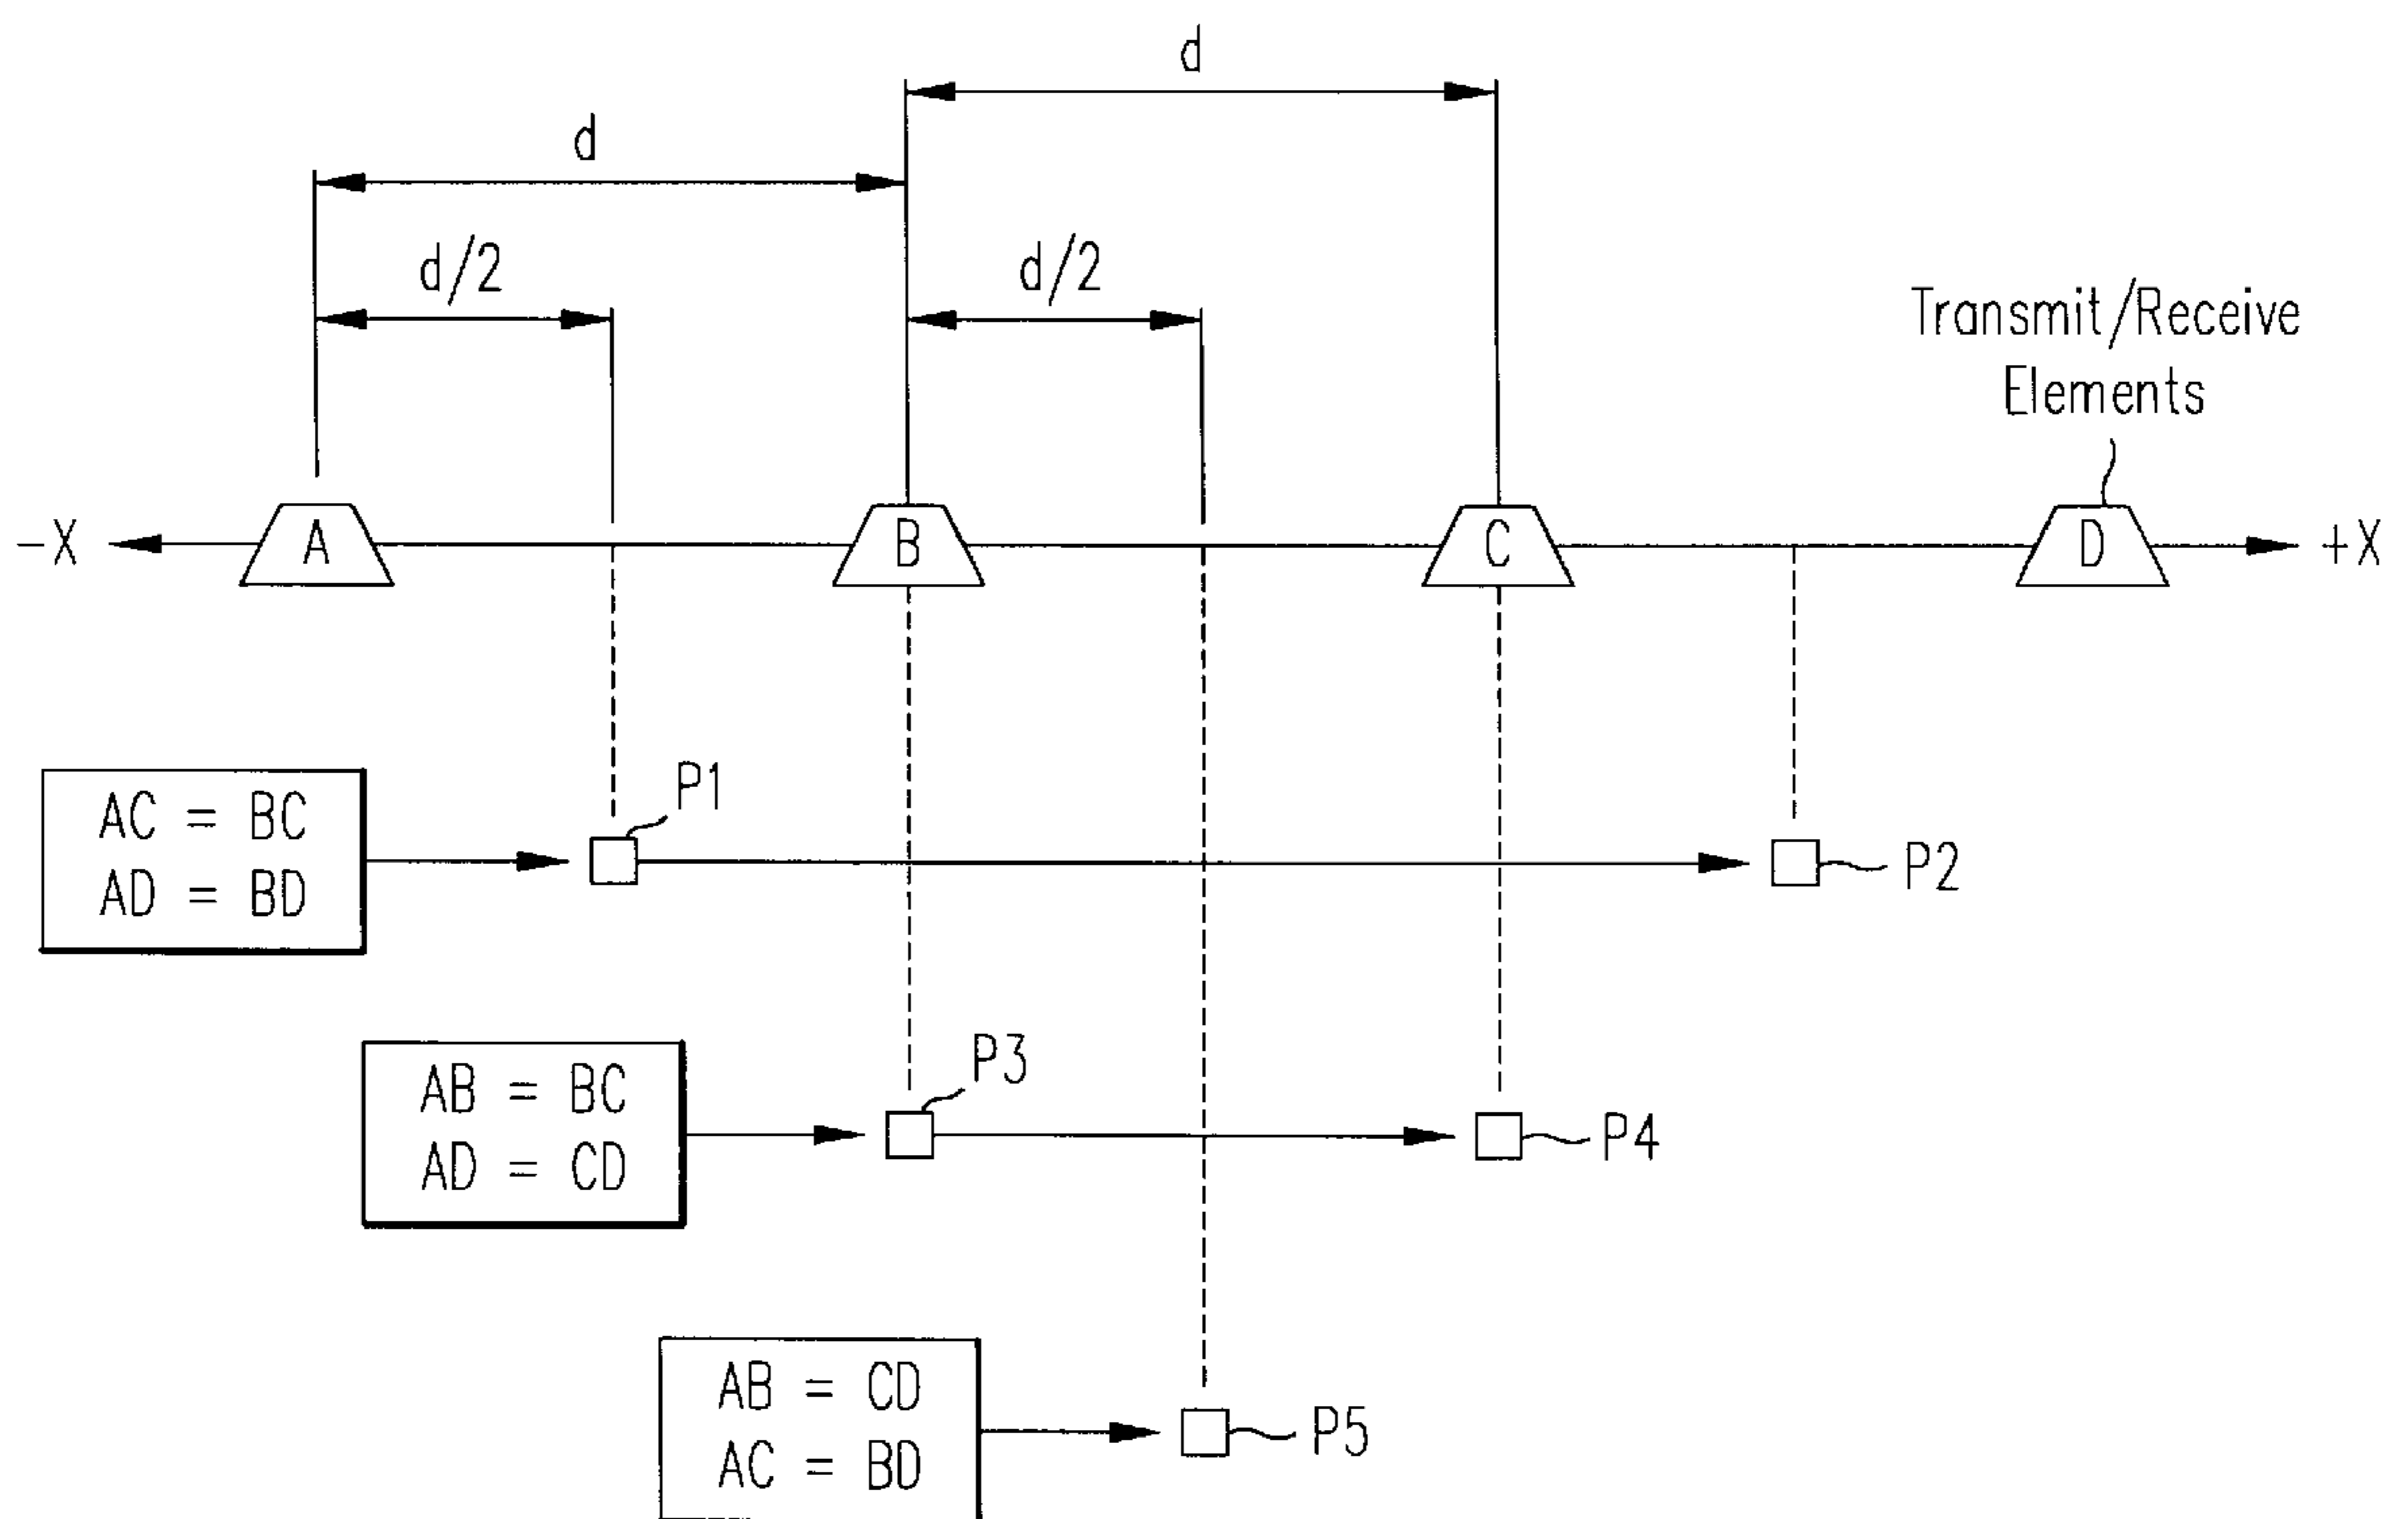 d
d
d/2
d/2
Transmit/Receive
Elements
-X
A
B
C
D
+X
P1
AC = BC
AD = BD
P2
P3
AB = BC
AD = CD
P4
AB = CD
AC = BD
P5